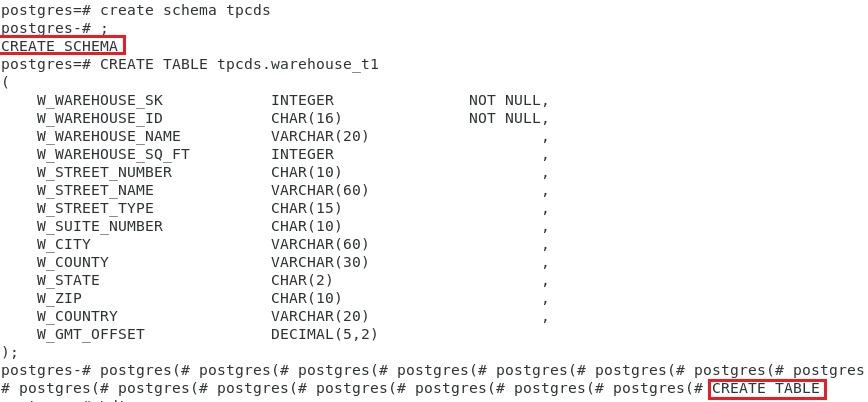 postgres=# create schema tpcds
postgres-# ;
CREATE SCHEMA
postgres=# CREATE TABLE tpcds.warehouse_t1
(
    W_WAREHOUSE_SK            INTEGER               NOT NULL,
    W_WAREHOUSE_ID            CHAR(16)              NOT NULL,
    W_WAREHOUSE_NAME          VARCHAR(20)                   ,
    W_WAREHOUSE_SQ_FT         INTEGER                       ,
    W_STREET_NUMBER           CHAR(10)                      ,
    W_STREET_NAME             VARCHAR(60)                   ,
    W_STREET_TYPE             CHAR(15)                      ,
    W_SUITE_NUMBER            CHAR(10)                      ,
    W_CITY                    VARCHAR(60)                   ,
    W_COUNTY                  VARCHAR(30)                   ,
    W_STATE                   CHAR(2)                       ,
    W_ZIP                     CHAR(10)                      ,
    W_COUNTRY                 VARCHAR(20)                   ,
    W_GMT_OFFSET              DECIMAL(5,2)
);
postgres-# postgres(# postgres(# postgres(# postgres(# postgres(# postgres(# postgres(# postgres
# postgres(# postgres(# postgres(# postgres(# postgres(# postgres(# postgres(# CREATE TABLE